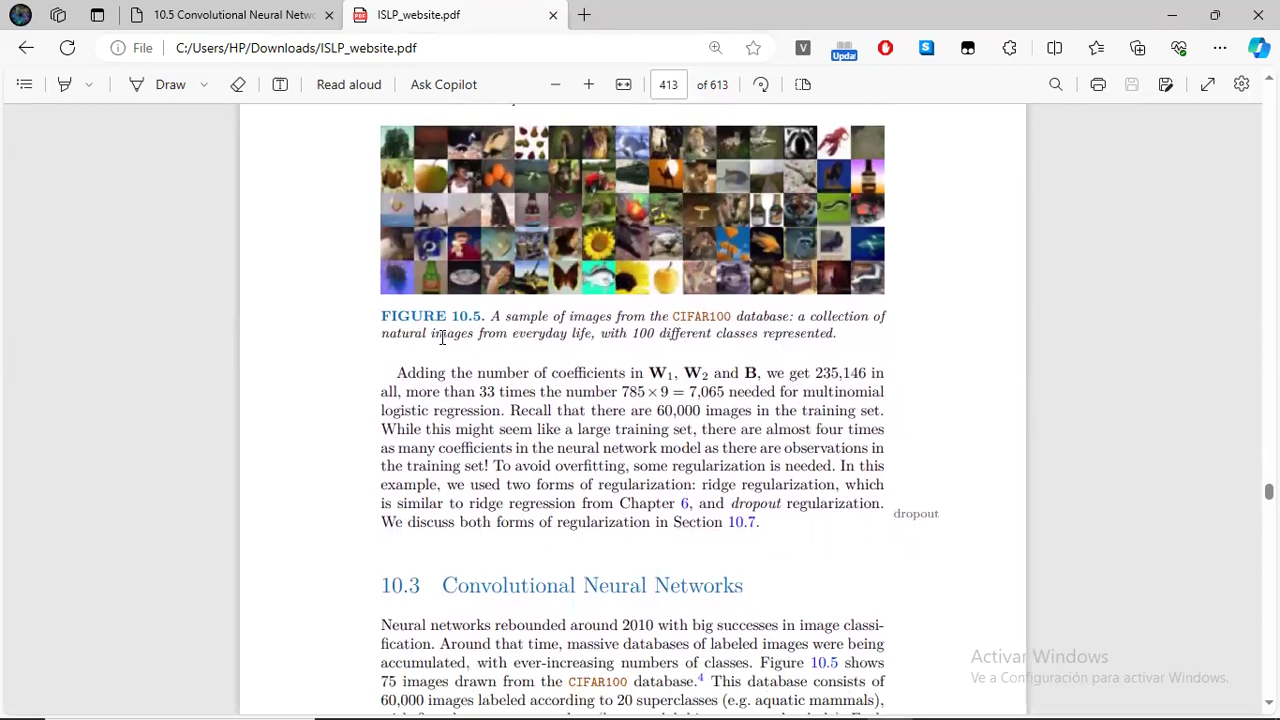 10.5 Convolutional Neural Netwo
ISLP_website.pdf
File C:/Users/HP/Downloads/ISLP_website.pdf
Upda
Draw Read aloud Ask Copilot 413 of 613
FIGURE 10.5. A sample of images from the CIFAR100 database: a collection of
natural images from everyday life, with 100 different classes represented.
Adding the number of coefficients in W1, W2 and B, we get 235,146 in
all, more than 33 times the number 785×9 = 7,065 needed for multinomial
logistic regression. Recall that there are 60,000 images in the training set.
While this might seem like a large training set, there are almost four times
as many coefficients in the neural network model as there are observations in
the training set! To avoid overfitting, some regularization is needed. In this
example, we used two forms of regularization: ridge regularization, which
is similar to ridge regression from Chapter 6, and dropout regularization.
dropout
We discuss both forms of regularization in Section 10.7.
10.3 Convolutional Neural Networks
Neural networks rebounded around 2010 with big successes in image classi-
fication. Around that time, massive databases of labeled images were being
accumulated, with ever-increasing numbers of classes. Figure 10.5 shows
75 images drawn from the CIFAR100 database.4 This database consists of
60,000 images labeled according to 20 superclasses (e.g. aquatic mammals),
Activar Windows
Ve a Configuración para activar Windows.